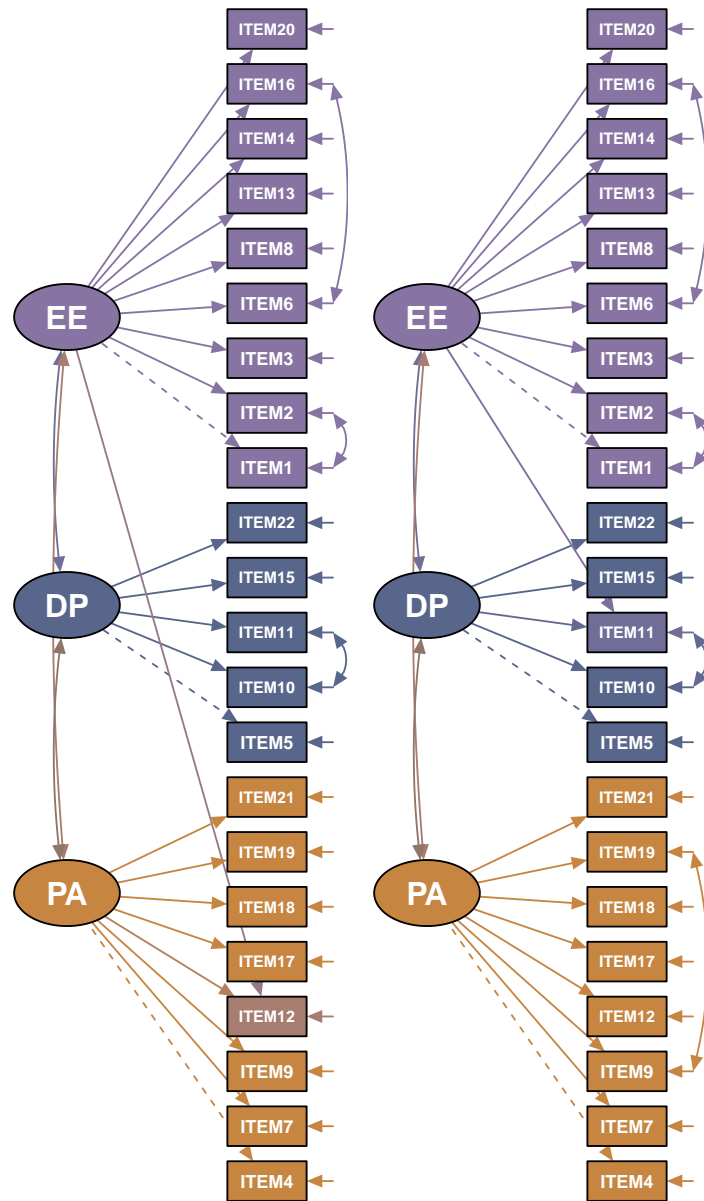 ITEM20
ITEM16
ITEM14
ITEM13
ITEM8
EE
ITEM6
ITEM3
ITEM2
ITEM1
ITEM22
ITEM15
DP
ITEM11
ITEM10
ITEM5
ITEM21
ITEM19
PA
ITEM18
ITEM17
ITEM12
ITEM9
ITEM7
ITEM4
ITEM20
ITEM16
ITEM14
ITEM13
ITEM8
EE
ITEM6
ITEM3
ITEM2
ITEM1
ITEM22
ITEM15
DP
ITEM11
ITEM10
ITEM5
ITEM21
ITEM19
PA
ITEM18
ITEM17
ITEM12
ITEM9
ITEM7
ITEM4